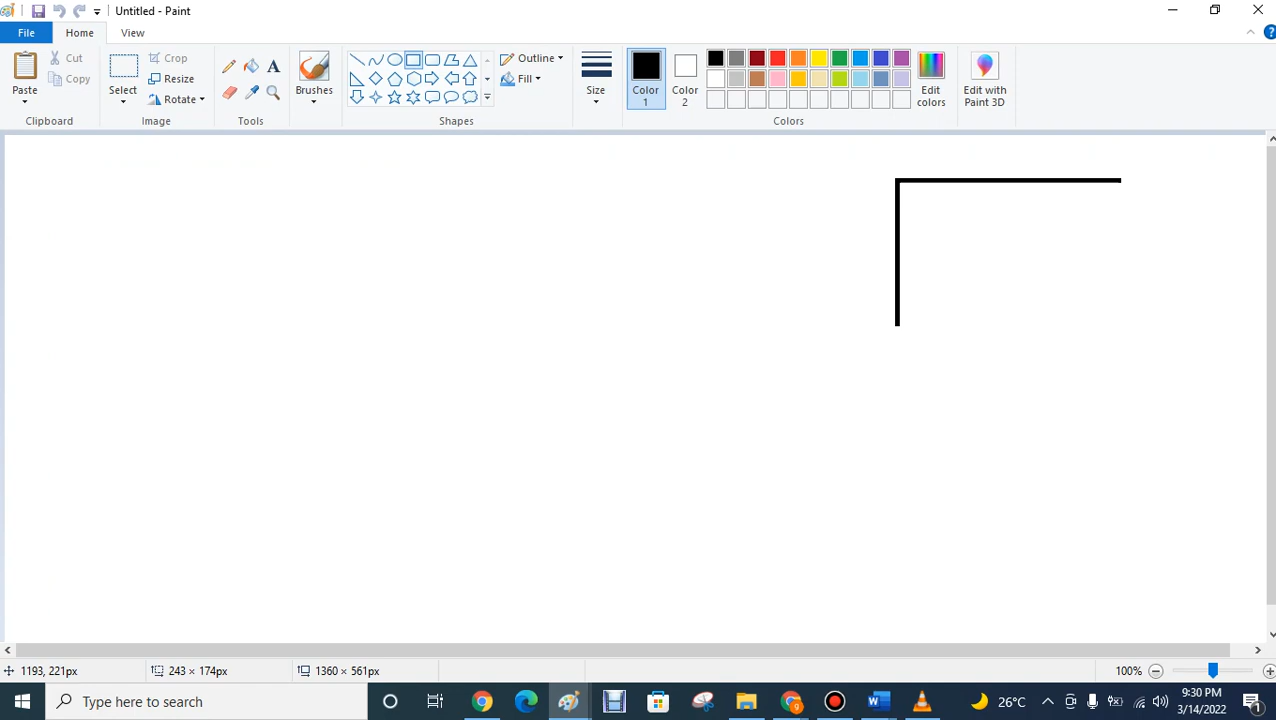 Untitled - Paint
File Home View
Paste
Cut
Copy
Clipboard
Select
Crop
Resize
Rotate
Image
A
Tools
Brushes
Outline
Fill
Shapes
Size
Color 1
Color 2
Edit colors
Colors
Edit with Paint 3D
1193, 221px
243 × 174px
1360 × 561px
100%
Type here to search
9
26°C
9:30 PM
3/14/2022
1